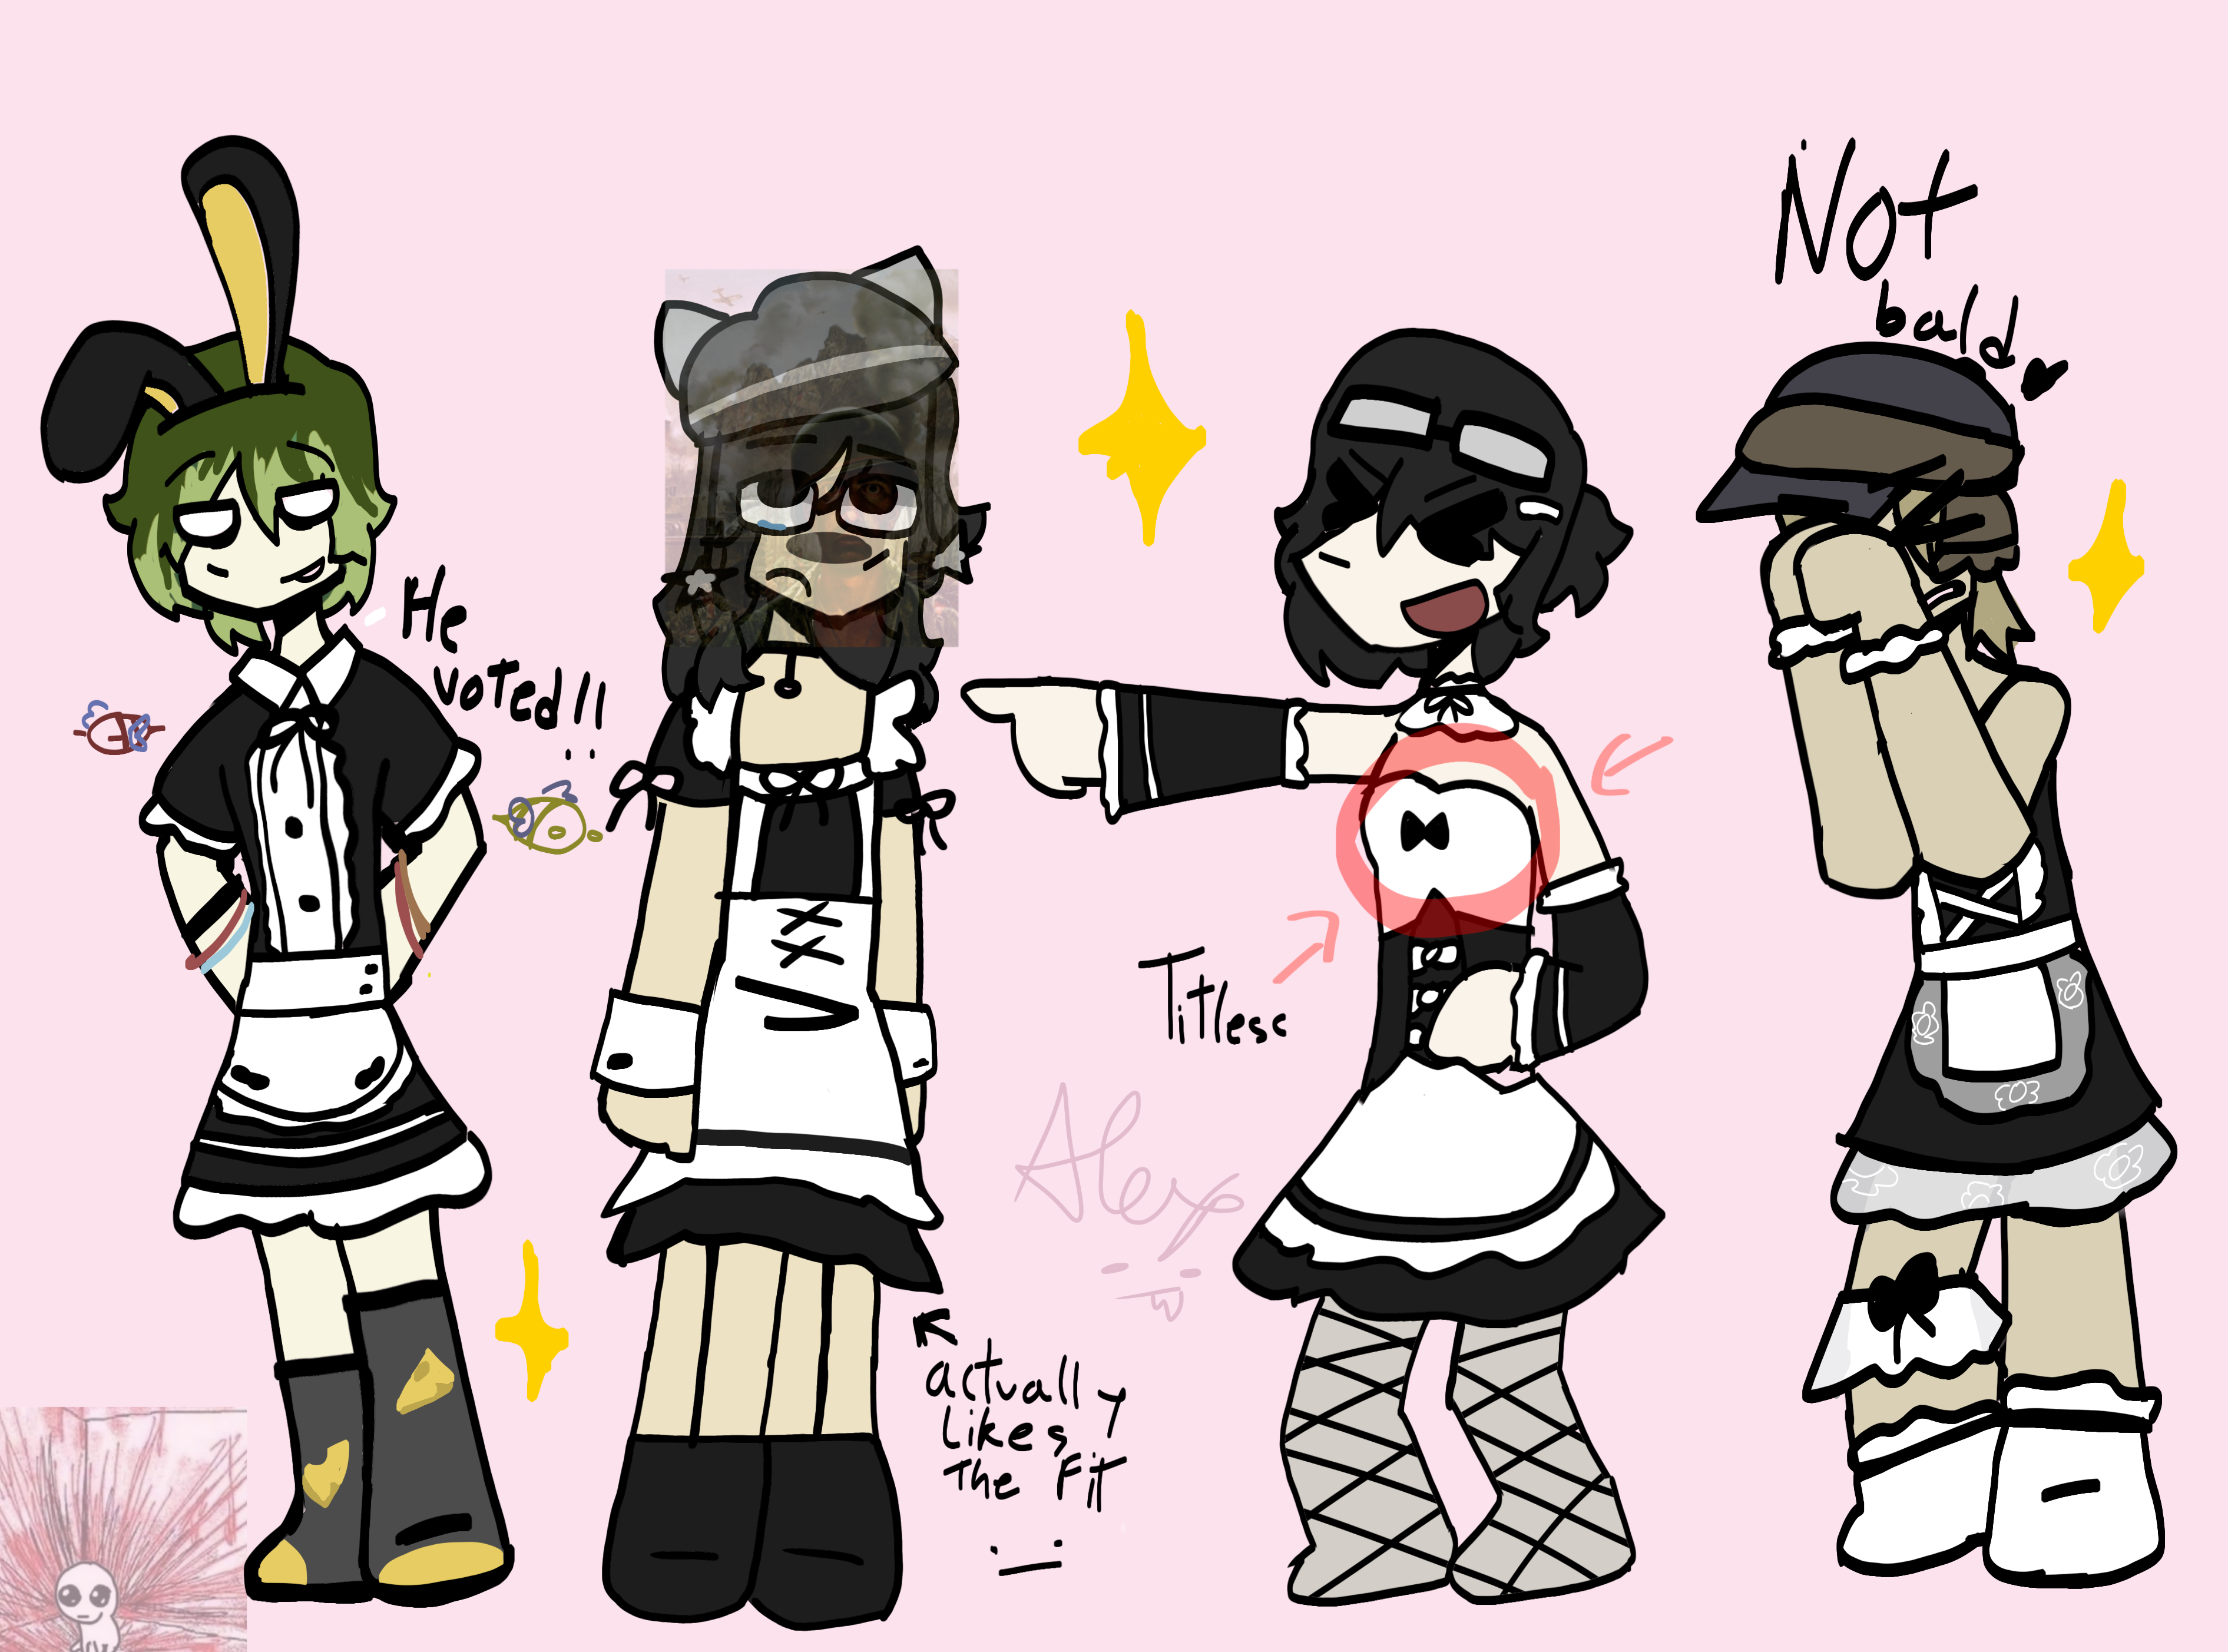 Not
bald
He
voted!!
Titless
Alex
actually
likes
the fit